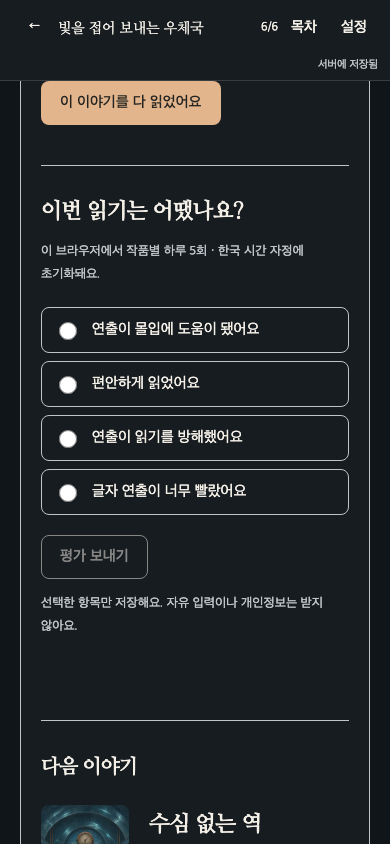 ← 빛을 접어 보내는 우체국 6/6 목차 설정
서버에 저장됨
이 이야기를 다 읽었어요
이번 읽기는 어땠나요?
이 브라우저에서 작품별 하루 5회 · 한국 시간 자정에
초기화돼요.
연출이 몰입에 도움이 됐어요
편안하게 읽었어요
연출이 읽기를 방해했어요
글자 연출이 너무 빨랐어요
평가 보내기
선택한 항목만 저장해요. 자유 입력이나 개인정보는 받지
않아요.
다음 이야기
수심 없는 역